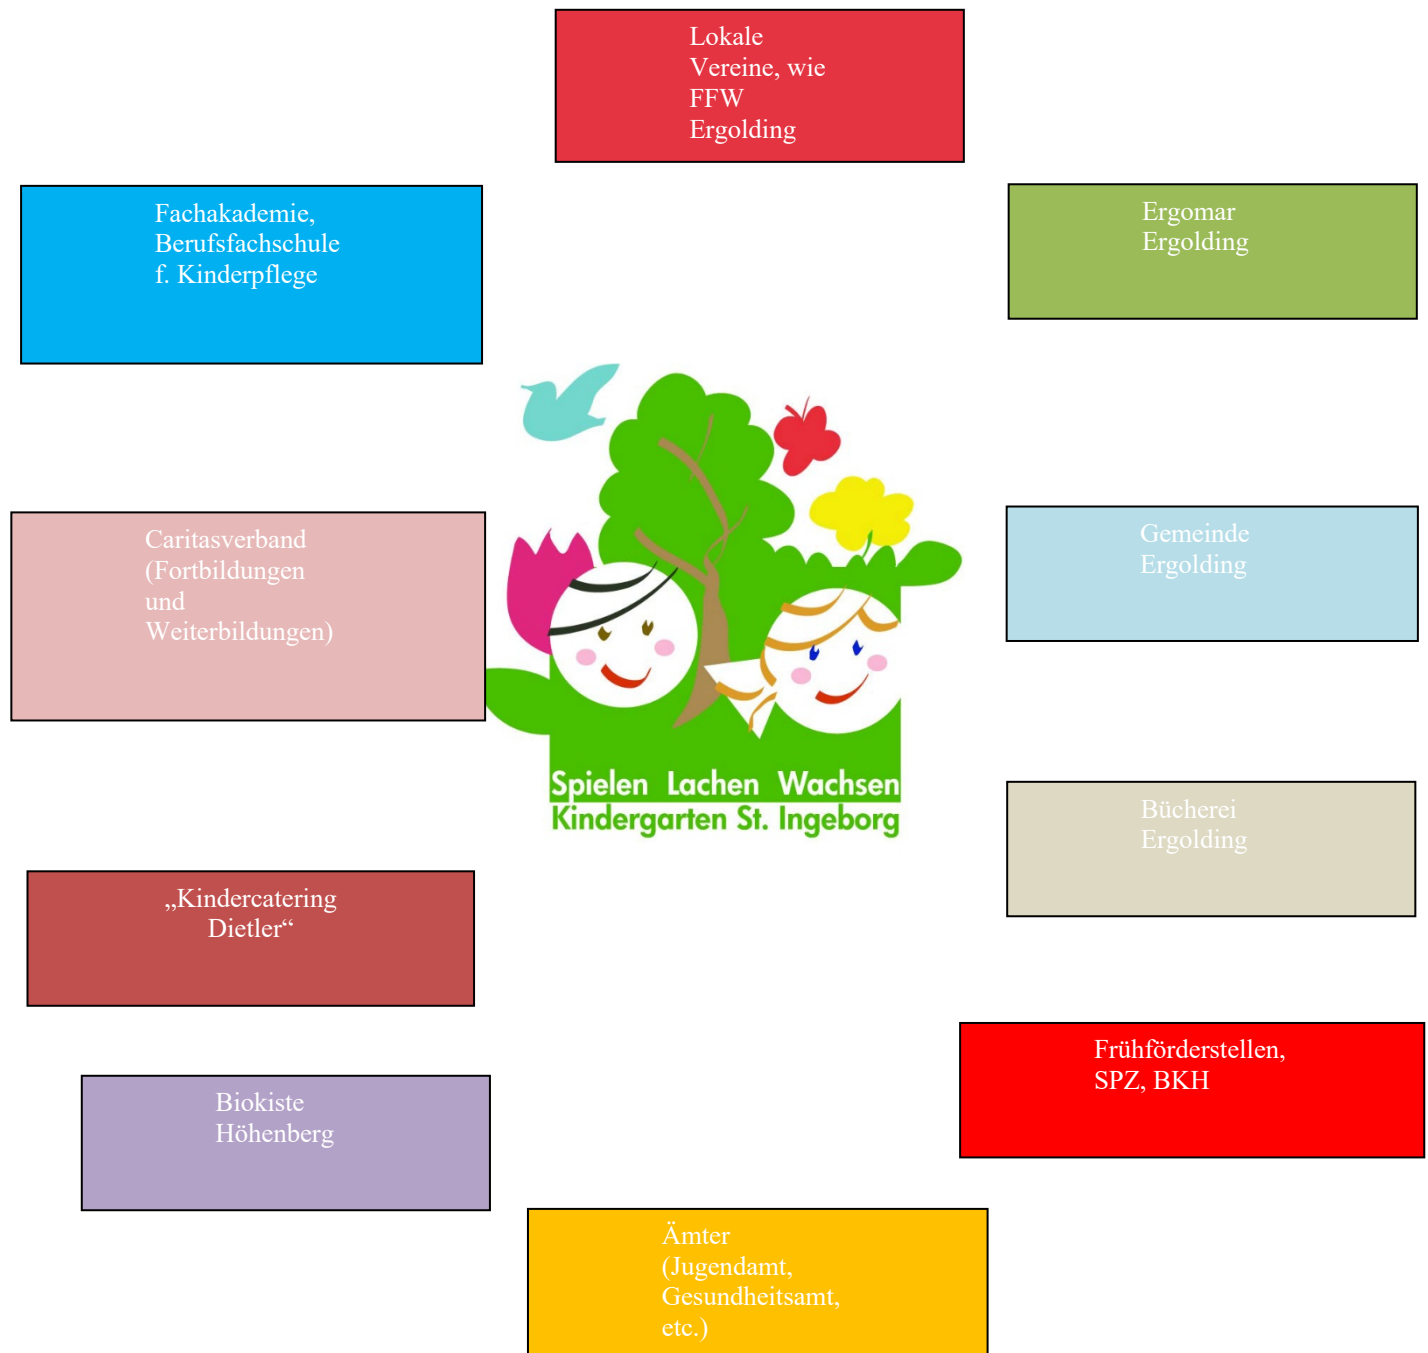 Lokale
Vereine, wie
FFW
Ergolding
Fachakademie,
Berufsfachschule
f. Kinderpflege
Ergomar
Ergolding
Caritasverband
(Fortbildungen
und
Weiterbildungen)
Gemeinde
Ergolding
Spielen Lachen Wachsen
Kindergarten St. Ingeborg
Bücherei
Ergolding
„Kindercatering
Dietler“
Frühförderstellen,
SPZ, BKH
Biokiste
Höhenberg
Ämter
(Jugendamt,
Gesundheitsamt,
etc.)